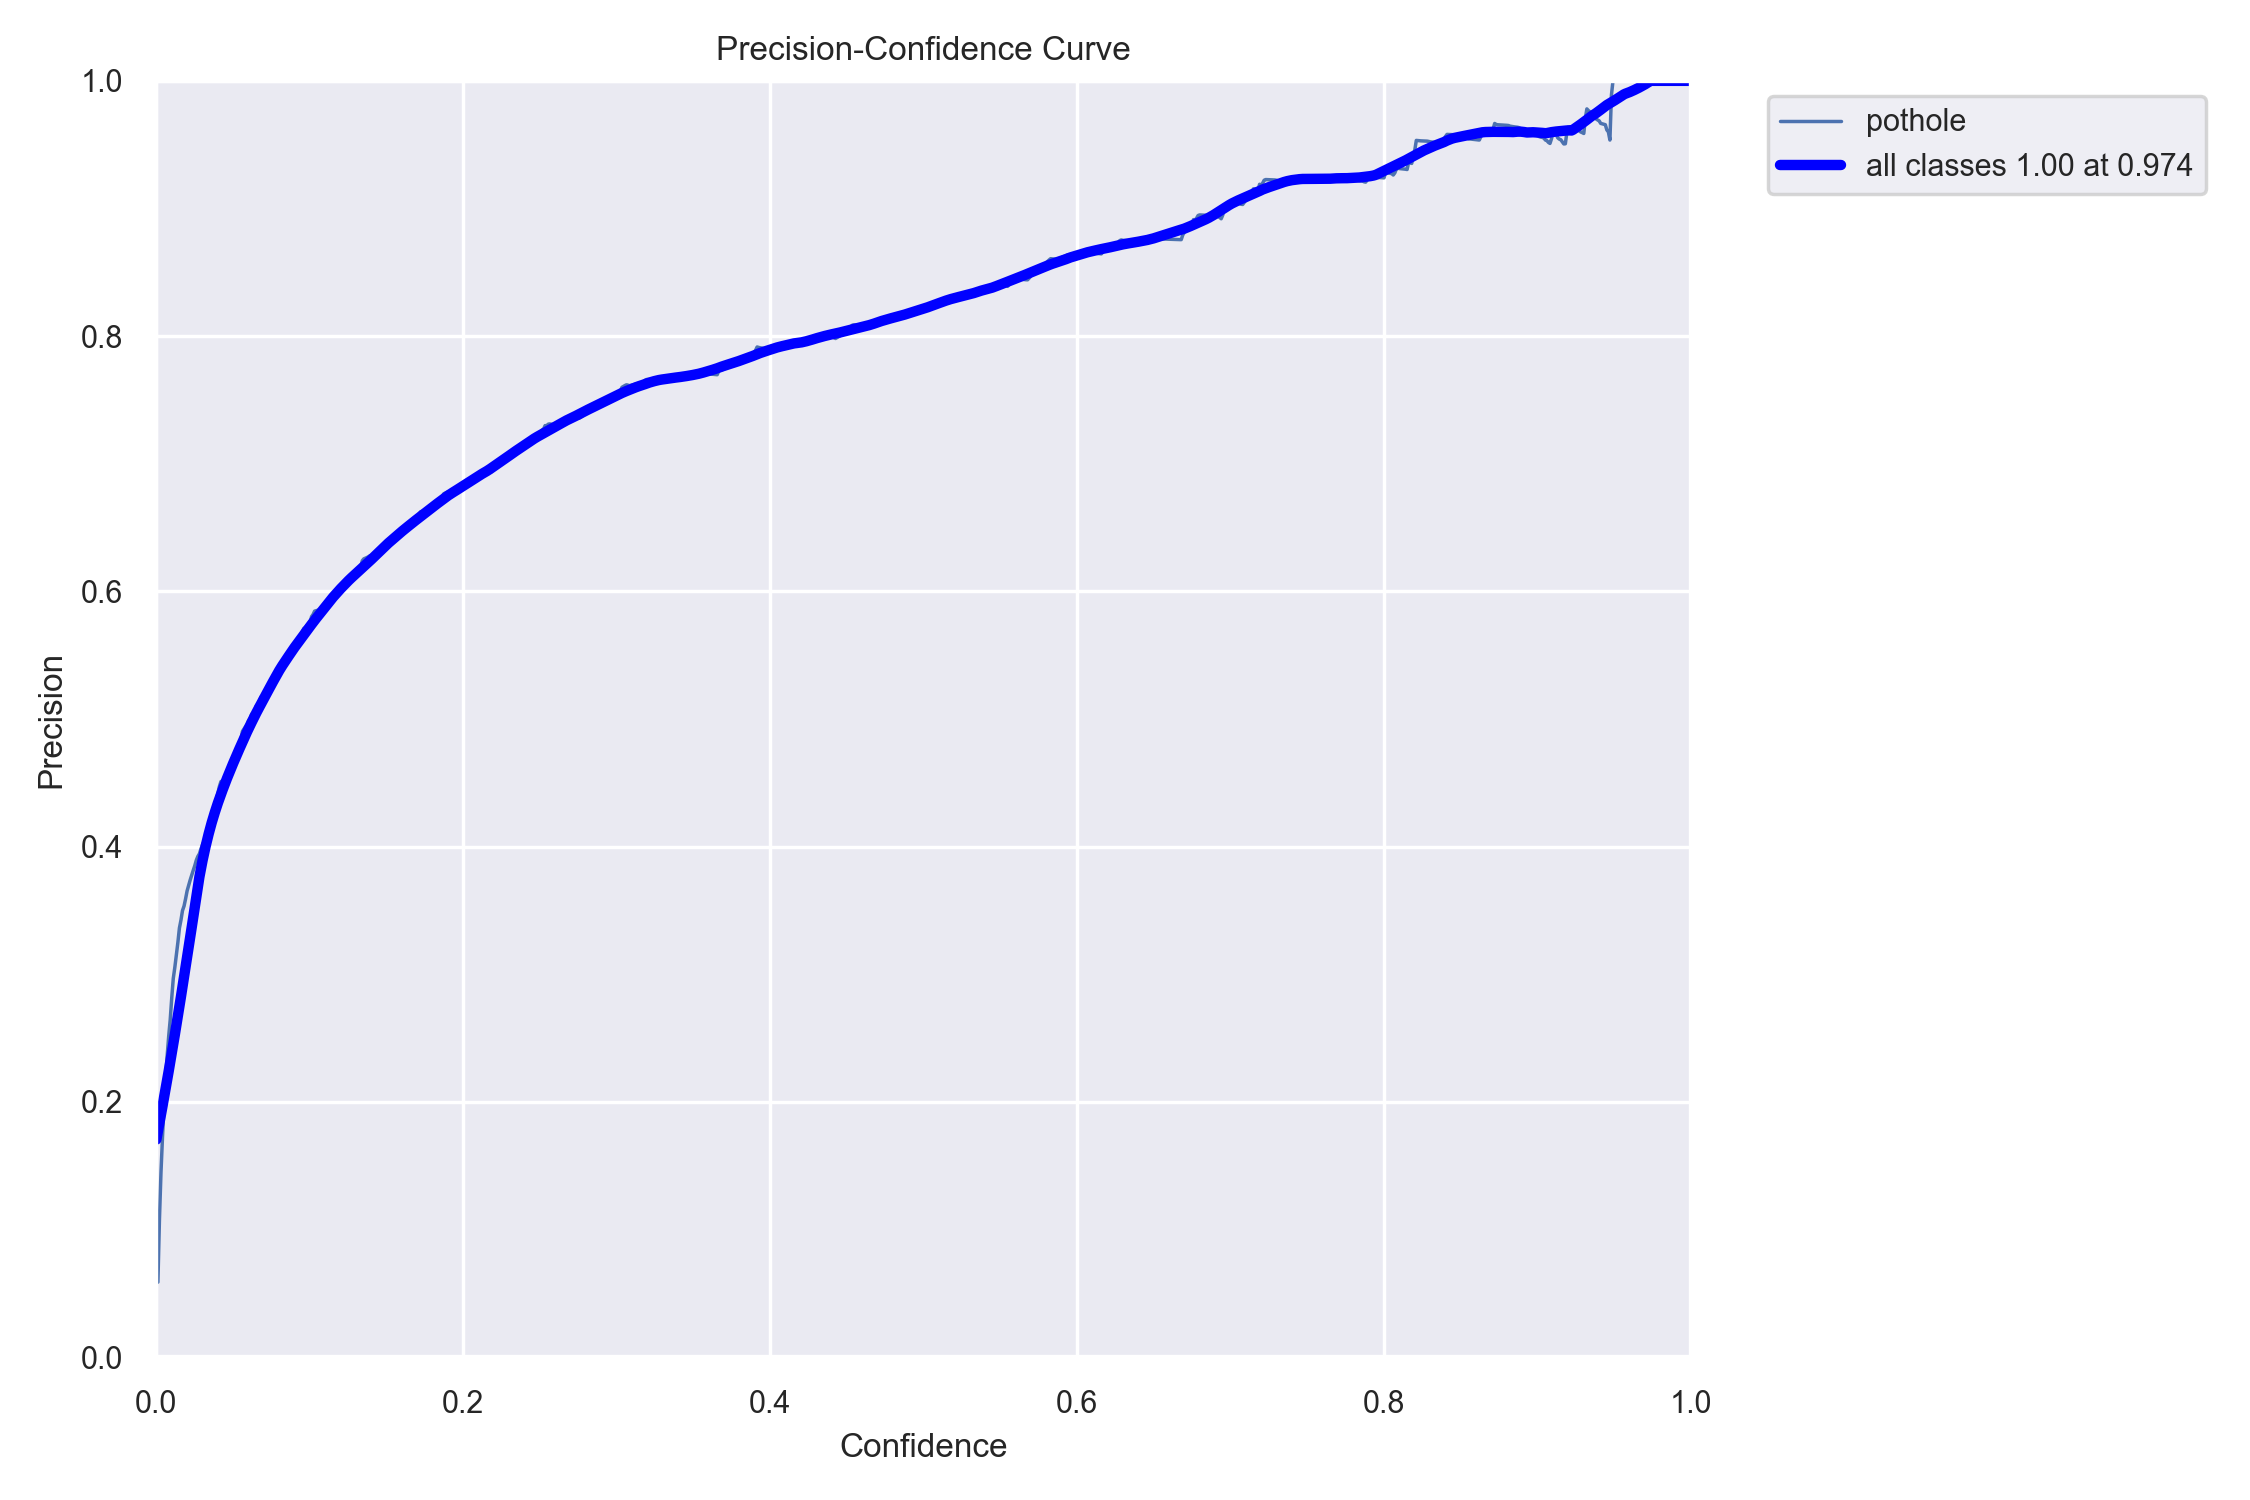 Precision-Confidence Curve
1.0
0.8
0.6
0.4
0.2
0.0
Precision
0.0 0.2 0.4 0.6 0.8 1.0
Confidence
pothole
all classes 1.00 at 0.974